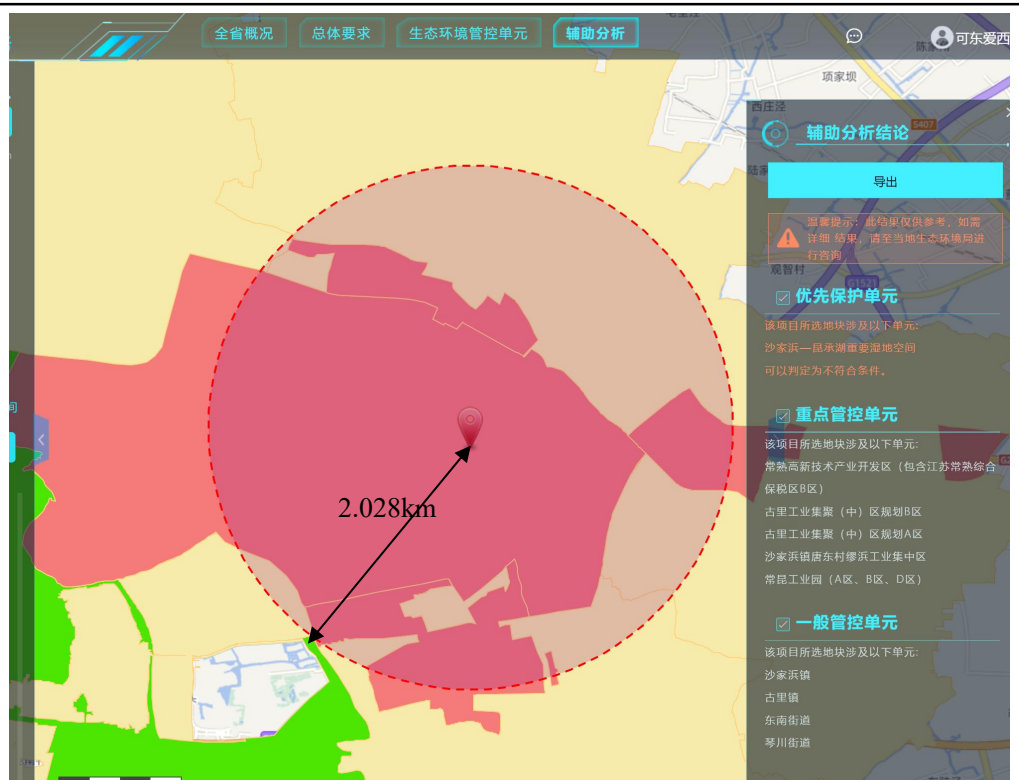 全省概况
总体要求
生态环境管控单元
辅助分析
可东爱西
项家坝
西庄泾
S407
辅助分析结论
导出
温馨提示：此结果仅供参考，如需
详细 结果，请至当地生态环境局进
行咨询
观智村
G1521
优先保护单元
该项目所选地块涉及以下单元:
沙家浜—昆承湖重要湿地空间
可以判定为不符合条件。
重点管控单元
该项目所选地块涉及以下单元:
常熟高新技术产业开发区（包含江苏常熟综合
保税区B区）
古里工业集聚（中）区规划B区
古里工业集聚（中）区规划A区
沙家浜镇唐东村缪浜工业集中区
常昆工业园（A区、B区、D区）
一般管控单元
该项目所选地块涉及以下单元:
沙家浜镇
古里镇
东南街道
琴川街道
2.028km
间